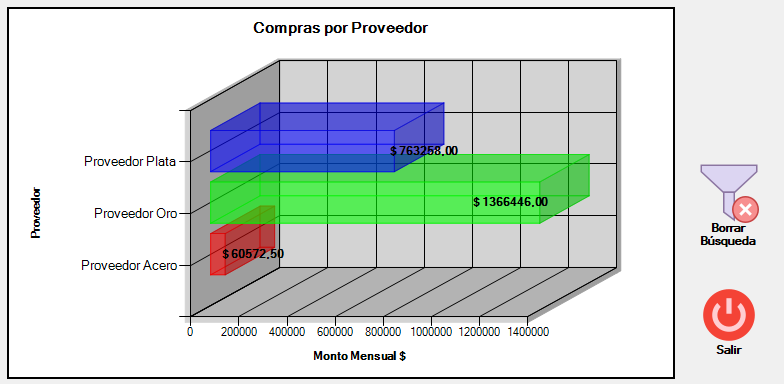 Compras por Proveedor
Proveedor
Proveedor Plata
$ 763258.00
Proveedor Oro
$ 1366446.00
Proveedor Acero
$ 60572.50
0 200000 400000 600000 800000 1000000 1200000 1400000
Monto Mensual $
Borrar
Búsqueda
Salir